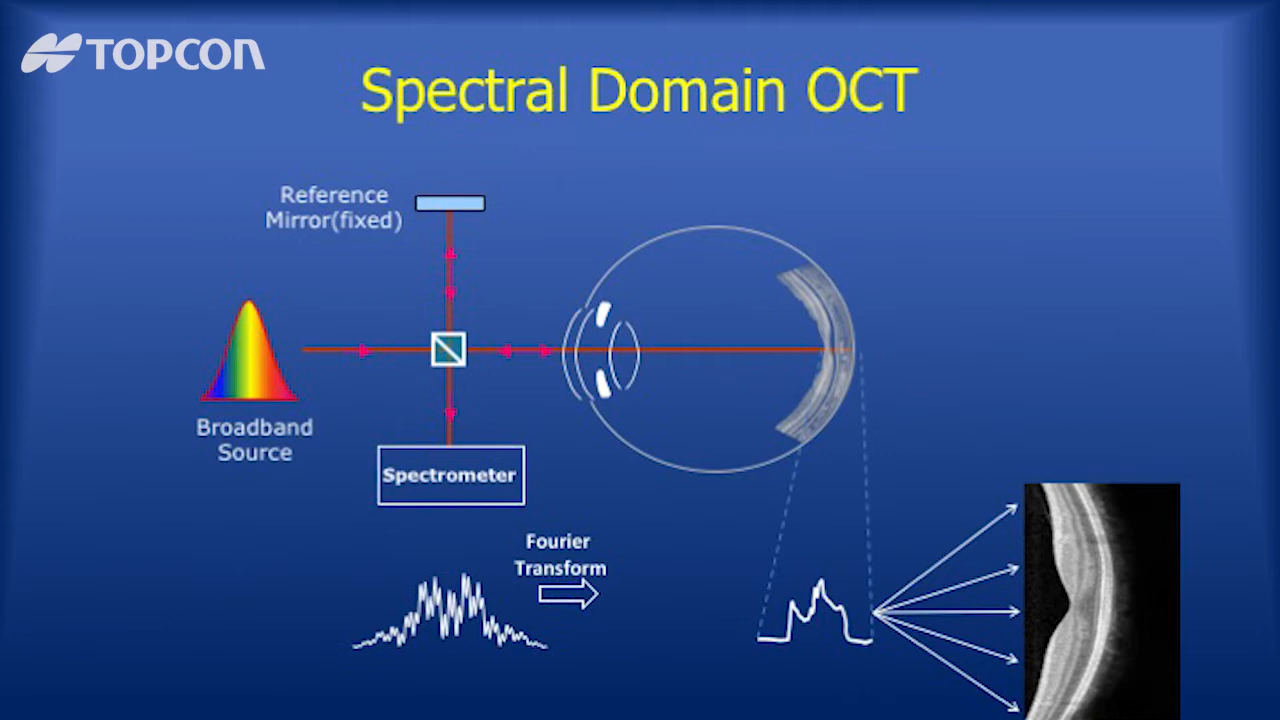 TOPCON
Spectral Domain OCT
Reference
Mirror(fixed)
Broadband
Source
Spectrometer
Fourier
Transform